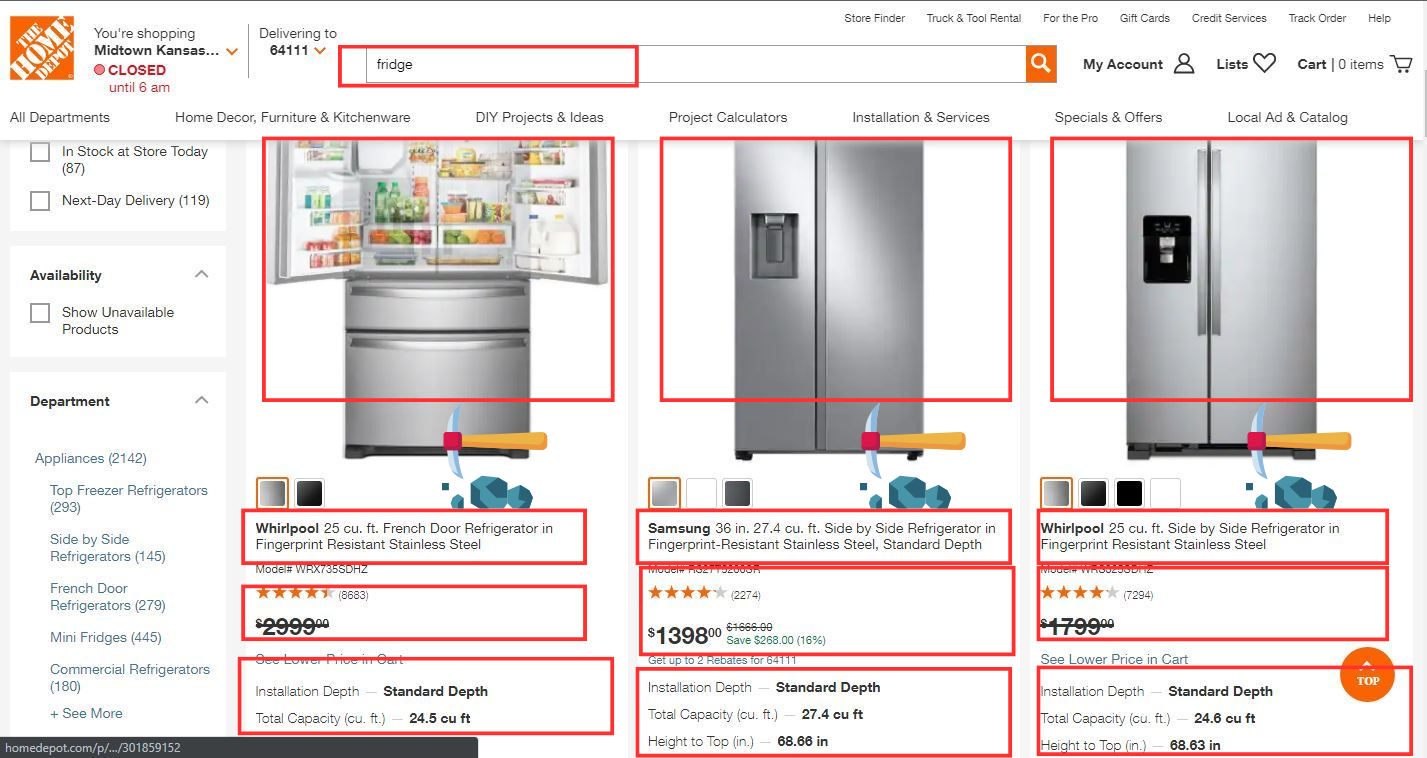 Store Finder Truck & Tool Rental For the Pro Gift Cards Credit Services Track Order Help
THE HOME DEPOT
You're shopping
Midtown Kansas...
CLOSED
until 6 am
Delivering to
64111
fridge
My Account
Lists
Cart | 0 items
All Departments Home Decor, Furniture & Kitchenware DIY Projects & Ideas Project Calculators Installation & Services Specials & Offers Local Ad & Catalog
In Stock at Store Today
(87)
Next-Day Delivery (119)
Availability
Show Unavailable
Products
Department
Appliances (2142)
Top Freezer Refrigerators
(293)
Side by Side
Refrigerators (145)
French Door
Refrigerators (279)
Mini Fridges (445)
Commercial Refrigerators
(180)
+ See More
Whirlpool 25 cu. ft. French Door Refrigerator in
Fingerprint Resistant Stainless Steel
Model# WRX735SDHZ
(8683)
$299900
See Lower Price in Cart
Installation Depth — Standard Depth
Total Capacity (cu. ft.) — 24.5 cu ft
Samsung 36 in. 27.4 cu. ft. Side by Side Refrigerator in
Fingerprint-Resistant Stainless Steel, Standard Depth
Model#
(2274)
$139800 $1666.00
Save $268.00 (16%)
Get up to 2 Rebates for 64111
Installation Depth — Standard Depth
Total Capacity (cu. ft.) — 27.4 cu ft
Height to Top (in.) — 68.66 in
Whirlpool 25 cu. ft. Side by Side Refrigerator in
Fingerprint Resistant Stainless Steel
Model#
(7294)
$179900
See Lower Price in Cart
Installation Depth — Standard Depth
Total Capacity (cu. ft.) — 24.6 cu ft
Height to Top (in.) — 68.63 in
TOP
homedepot.com/p/.../301859152